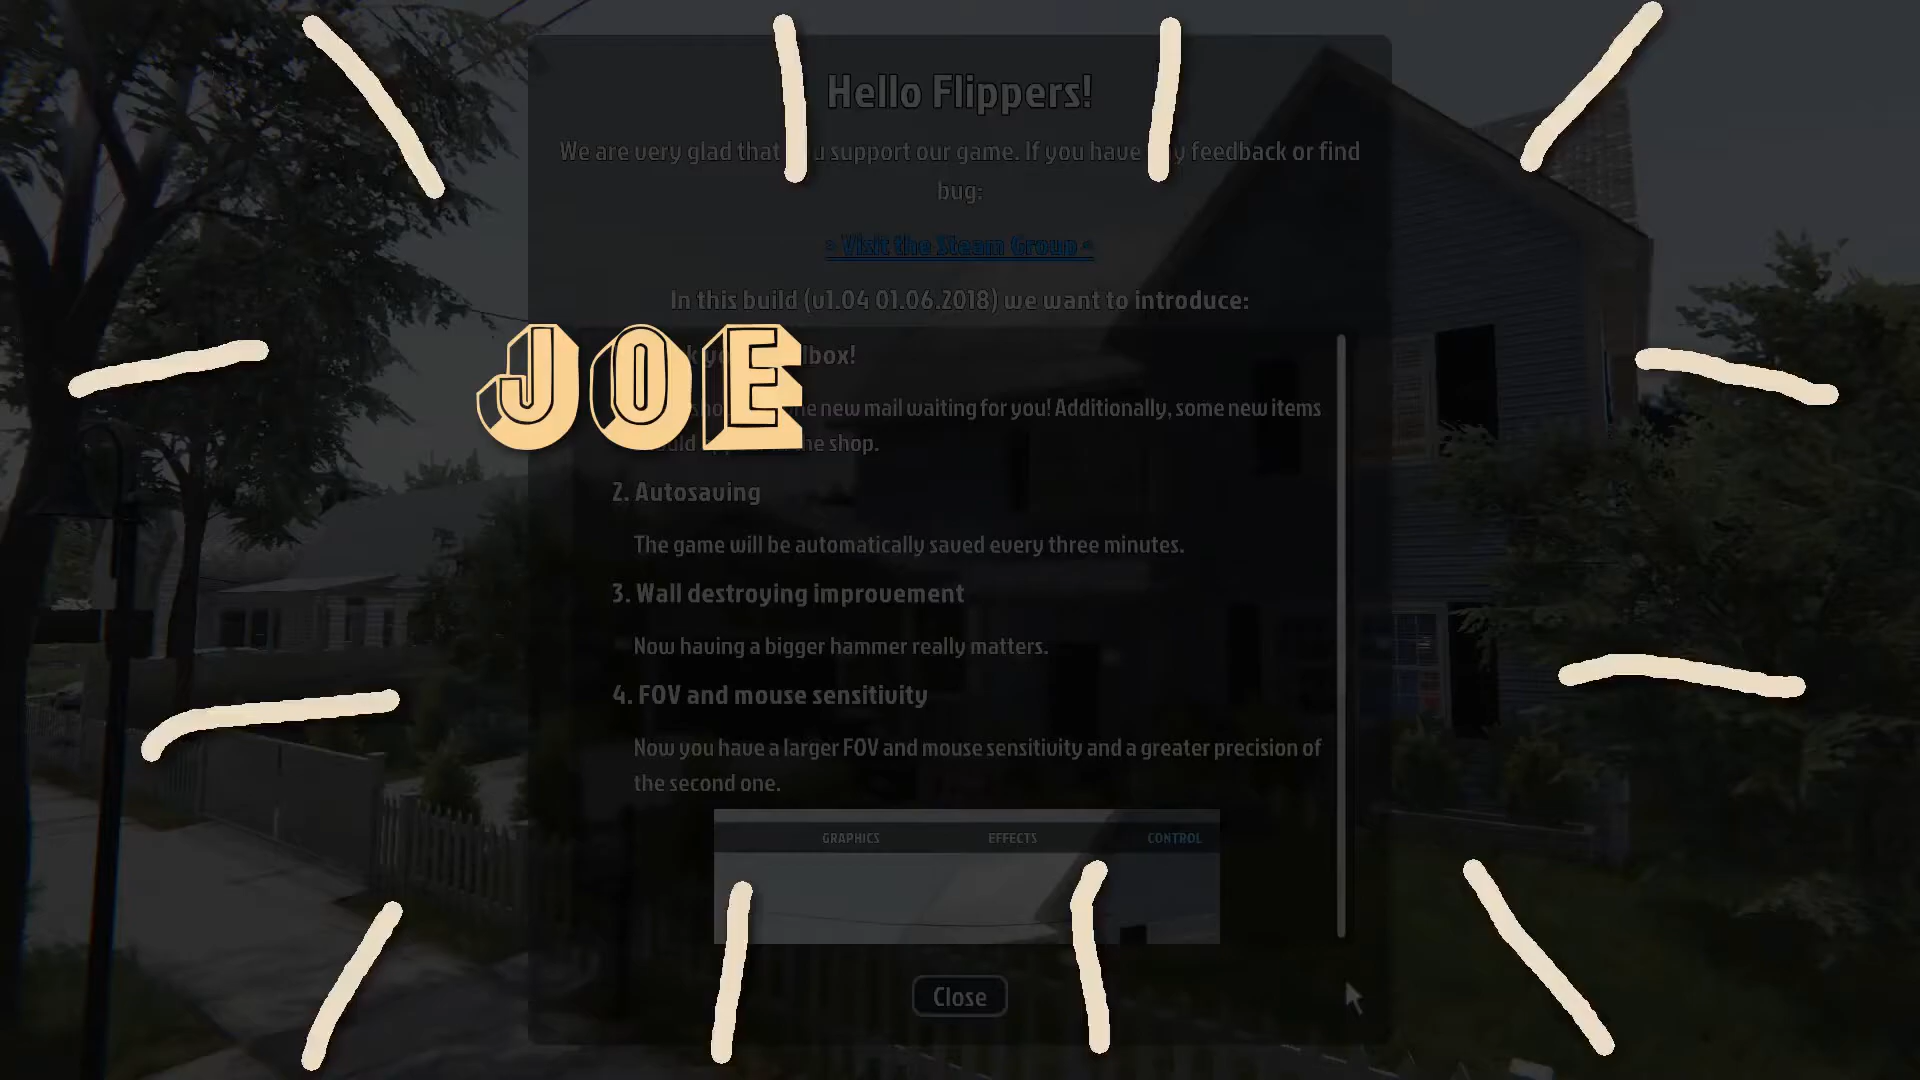 Hello Flippers!
We are very glad that u support our game. If you have y feedback or find
bug:
> Visit the Steam Group <
In this build (v1.04 01.06.2018) we want to introduce:
JOE
new mail waiting for you! Additionally, some new items
the shop.
2. Autosaving
The game will be automatically saved every three minutes.
3. Wall destroying improvement
Now having a bigger hammer really matters.
4. FOV and mouse sensitivity
Now you have a larger FOV and mouse sensitivity and a greater precision of
the second one.
GRAPHICS EFFECTS CONTROL
Close